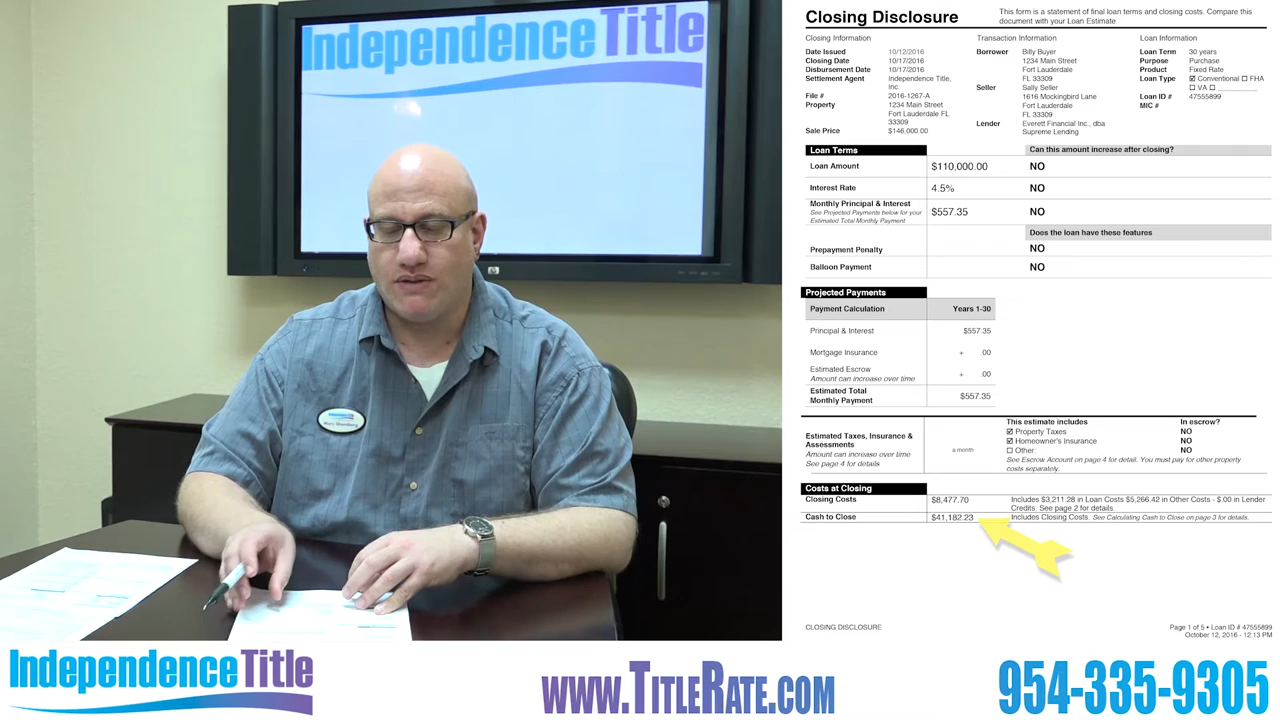 Independence Title
Closing Disclosure
This form is a statement of final loan terms and closing costs. Compare this
document with your Loan Estimate
Closing Information
Transaction Information
Loan Information
Date Issued 10/12/2016
Closing Date 10/17/2016
Disbursement Date 10/17/2016
Settlement Agent Independence Title,
Inc.
File # 2016-1267-A
Property 1234 Main Street
Fort Lauderdale FL
33309
Sale Price $146,000.00
Borrower Billy Buyer
1234 Main Street
Fort Lauderdale
FL 33309
Seller Sally Seller
1616 Mockingbird Lane
Fort Lauderdale
FL 33309
Lender Everett Financial Inc., dba
Supreme Lending
Loan Term 30 years
Purpose Purchase
Product Fixed Rate
Loan Type ☑ Conventional ☐ FHA
☐ VA ☐
Loan ID # 47555899
MIC #
Loan Terms Can this amount increase after closing?
Loan Amount $110,000.00 NO
Interest Rate 4.5% NO
Monthly Principal & Interest $557.35 NO
See Projected Payments below for your
Estimated Total Monthly Payment
Does the loan have these features
Prepayment Penalty NO
Balloon Payment NO
Projected Payments
Payment Calculation Years 1-30
Principal & Interest $557.35
Mortgage Insurance + .00
Estimated Escrow + .00
Amount can increase over time
Estimated Total
Monthly Payment $557.35
Estimated Taxes, Insurance &
Assessments
Amount can increase over time
See page 4 for details
a month
This estimate includes In escrow?
☑ Property Taxes NO
☑ Homeowner's Insurance NO
☐ Other: NO
See Escrow Account on page 4 for detail. You must pay for other property
costs separately.
Costs at Closing
Closing Costs $8,477.70 Includes $3,211.28 in Loan Costs $5,266.42 in Other Costs - $.00 in Lender
Credits. See page 2 for details.
Cash to Close $41,182.23 Includes Closing Costs. See Calculating Cash to Close on page 3 for details.
CLOSING DISCLOSURE
Page 1 of 5 • Loan ID # 47555899
October 12, 2016 - 12:13 PM
hp
Independence Title
www.TitleRate.com
954-335-9305